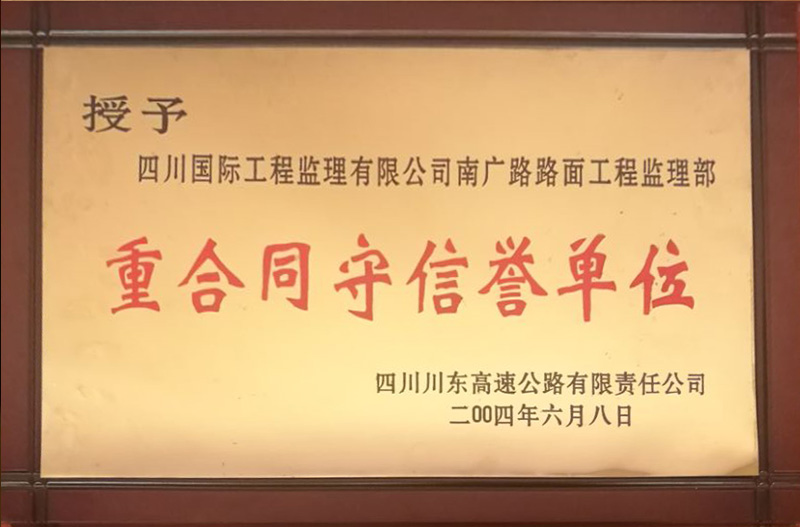 授予
四川国际工程监理有限公司南广路路面工程监理部
重合同守信誉单位
四川川东高速公路有限责任公司
二00四年六月八日